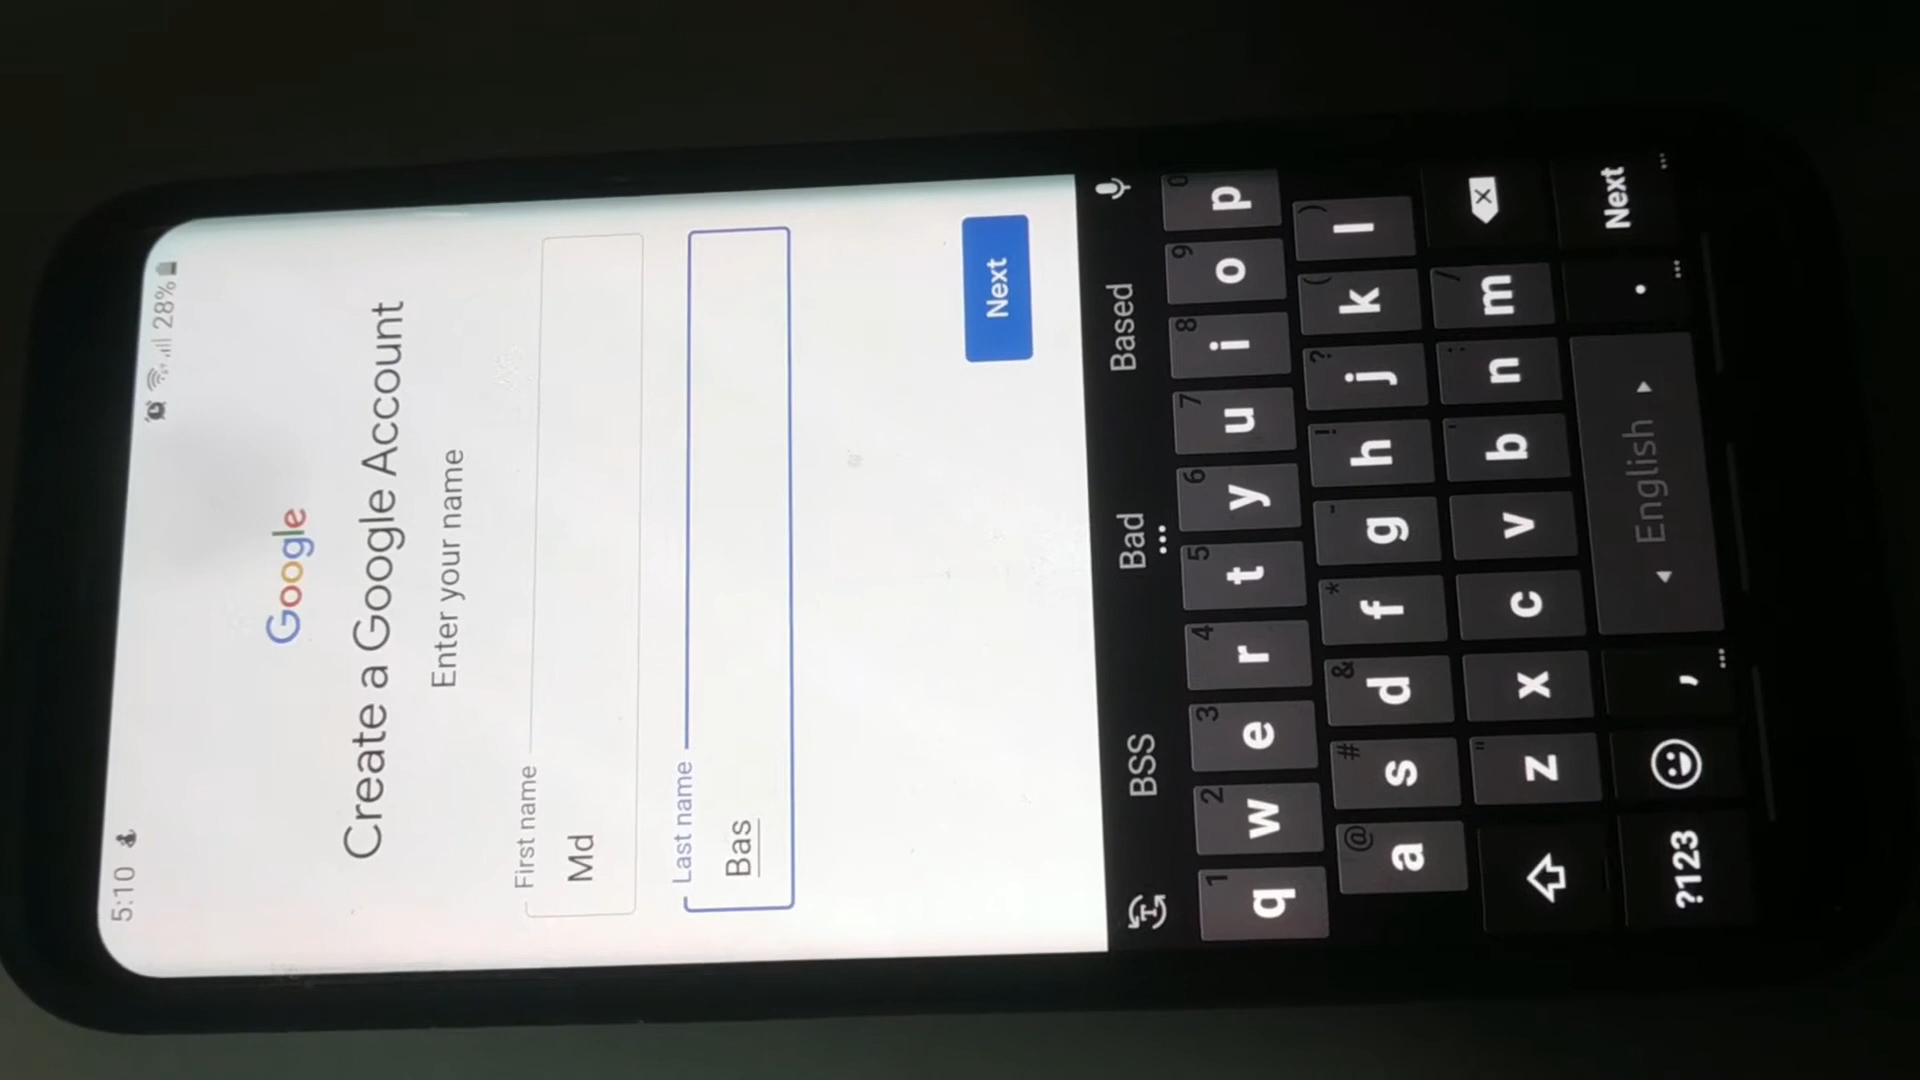 5:10 28%
Google
Create a Google Account
Enter your name
First name
Md
Last name
Bas
Next
BSS Bad Based
q 1 w 2 e 3 r 4 t 5 y 6 u 7 i 8 o 9 p 0
a @ s # d & f * g - h ! j ? k ( l )
z " x c v b ' n : m /
?123 , English . Next